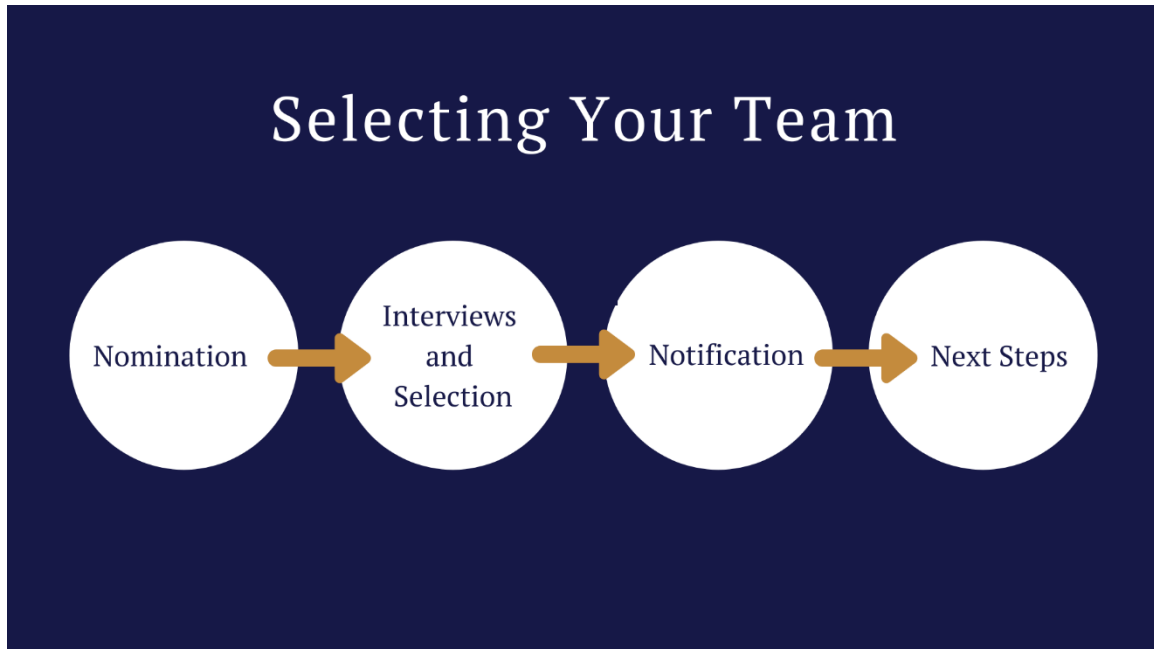 Selecting Your Team
Nomination
Interviews
and
Selection
Notification
Next Steps